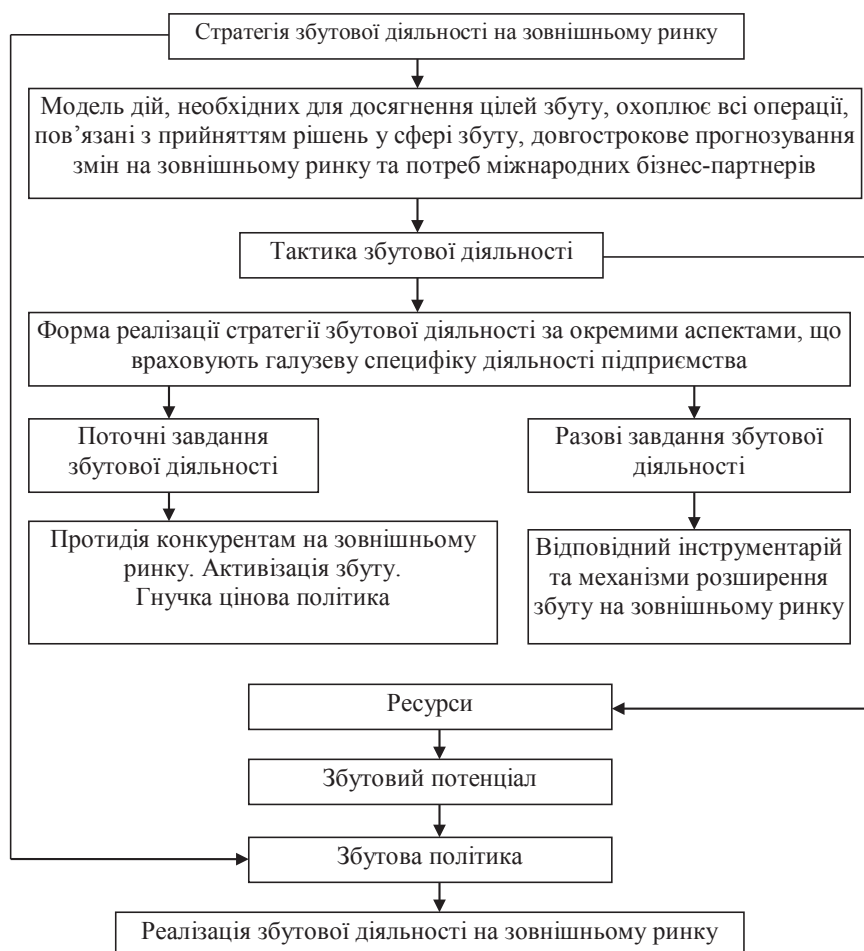 Стратегія збутової діяльності на зовнішньому ринку
Модель дій, необхідних для досягнення цілей збуту, охоплює всі операції,
пов’язані з прийняттям рішень у сфері збуту, довгострокове прогнозування
змін на зовнішньому ринку та потреб міжнародних бізнес-партнерів
Тактика збутової діяльності
Форма реалізації стратегії збутової діяльності за окремими аспектами, що
враховують галузеву специфіку діяльності підприємства
Поточні завдання
збутової діяльності
Разові завдання збутової
діяльності
Протидія конкурентам на зовнішньому
ринку. Активізація збуту.
Гнучка цінова політика
Відповідний інструментарій
та механізми розширення
збуту на зовнішньому ринку
Ресурси
Збутовий потенціал
Збутова політика
Реалізація збутової діяльності на зовнішньому ринку